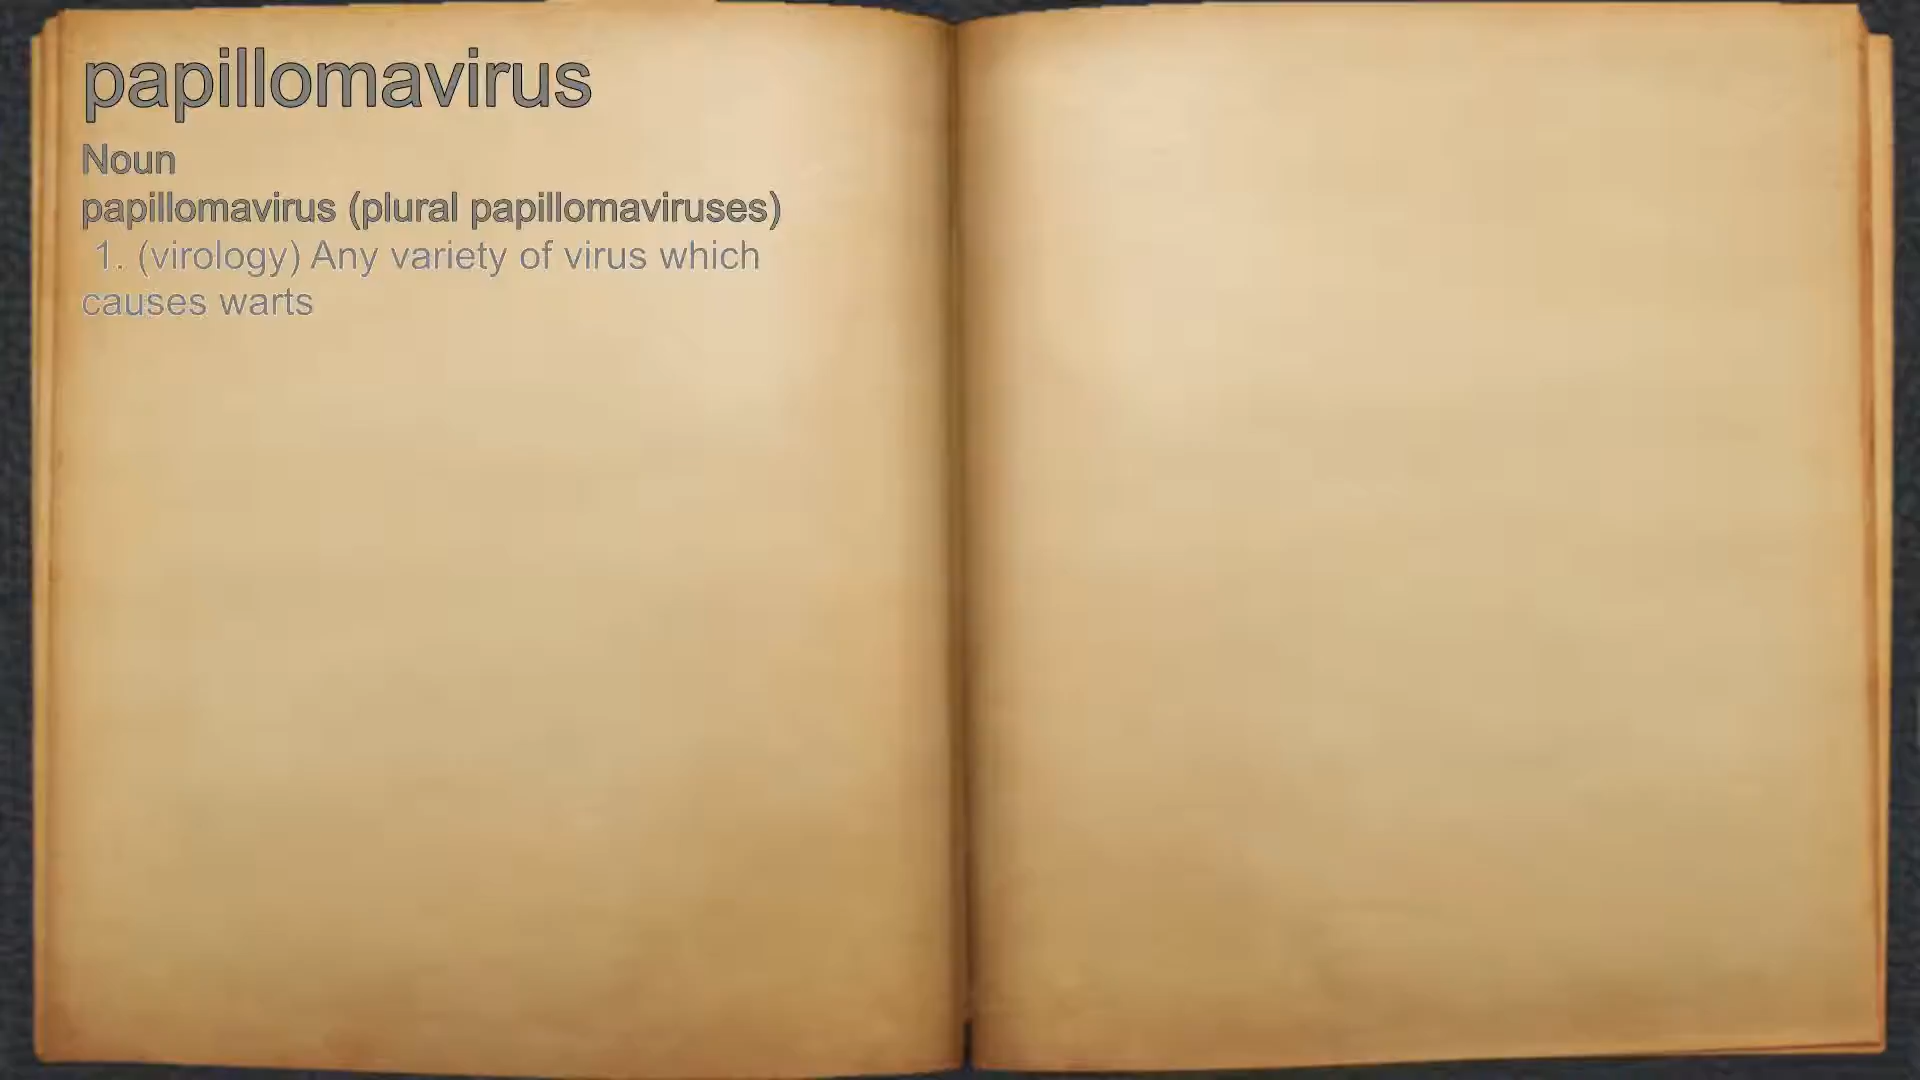 papillomavirus
Noun
papillomavirus (plural papillomaviruses)
1. (virology) Any variety of virus which
causes warts